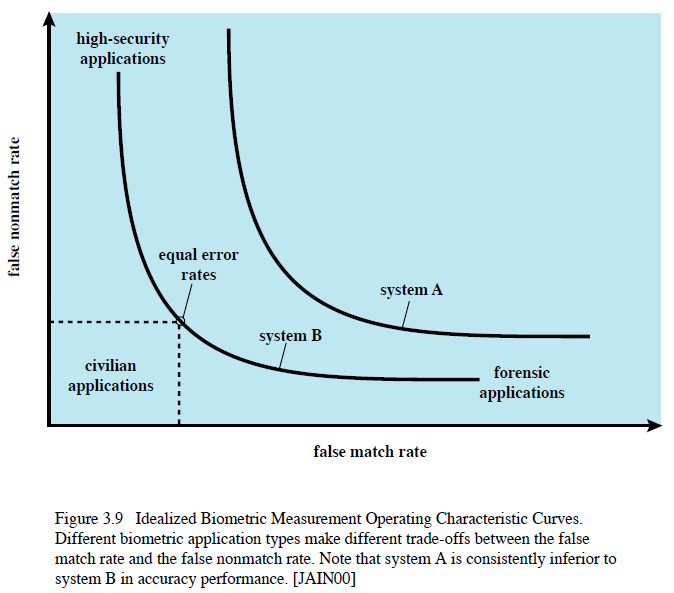 high-security
applications
false nonmatch rate
equal error
rates
system A
system B
civilian
applications
forensic
applications
false match rate
Figure 3.9 Idealized Biometric Measurement Operating Characteristic Curves.
Different biometric application types make different trade-offs between the false
match rate and the false nonmatch rate. Note that system A is consistently inferior to
system B in accuracy performance. [JAIN00]